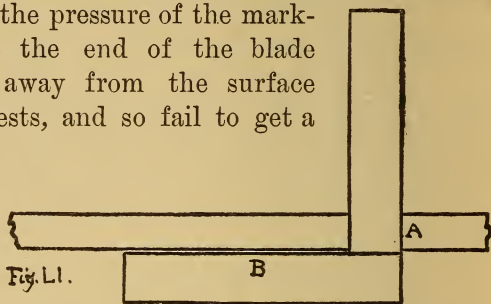 the pressure of the mark-
the end of the blade
away from the surface
ests, and so fail to get a
A
B
Fig. L1.